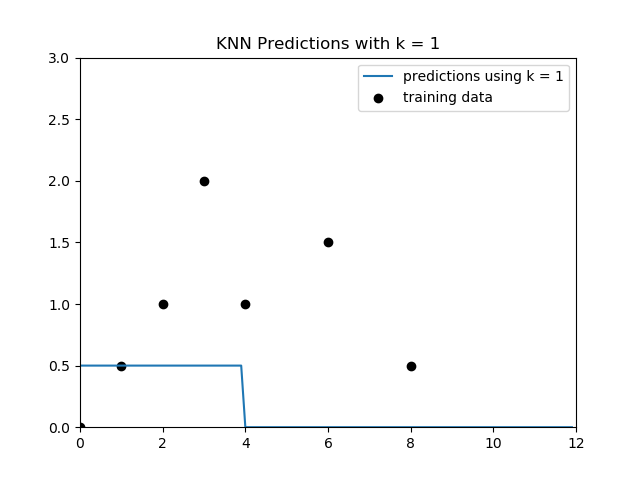 KNN Predictions with k = 1
predictions using k = 1
training data
3.0
2.5
2.0
1.5
1.0
0.5
0.0
0 2 4 6 8 10 12